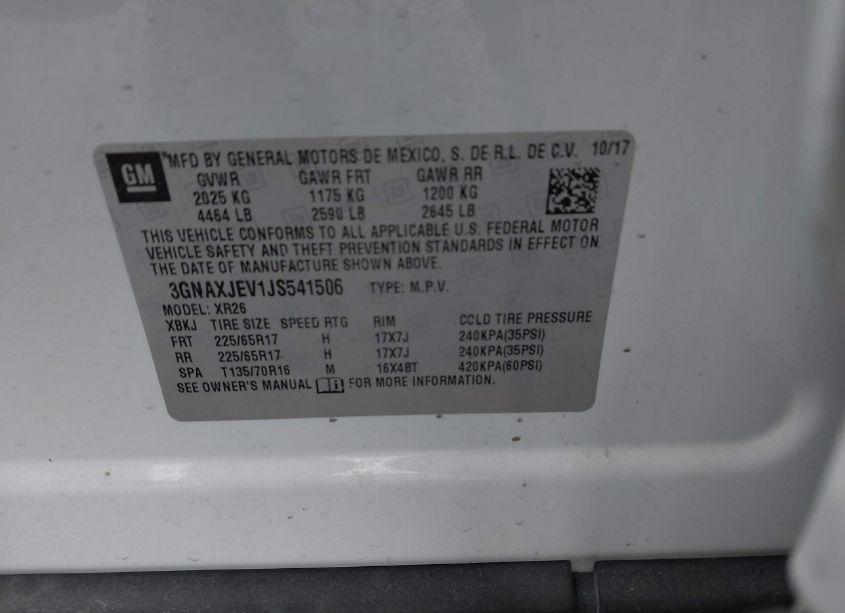 GM
MFD BY GENERAL MOTORS DE MEXICO, S. DE R.L. DE C.V. 10/17
GVWR GAWR FRT GAWR RR
2025 KG 1175 KG 1200 KG
4464 LB 2590 LB 2645 LB
THIS VEHICLE CONFORMS TO ALL APPLICABLE U.S. FEDERAL MOTOR
VEHICLE SAFETY AND THEFT PREVENTION STANDARDS IN EFFECT ON
THE DATE OF MANUFACTURE SHOWN ABOVE.
3GNAXJEV1JS541506 TYPE: M.P.V.
MODEL: XR26
XBKJ TIRE SIZE SPEED RTG RIM COLD TIRE PRESSURE
FRT 225/65R17 H 17X7J 240KPA(35PSI)
RR 225/65R17 H 17X7J 240KPA(35PSI)
SPA T135/70R16 M 16X4BT 420KPA(60PSI)
SEE OWNER'S MANUAL FOR MORE INFORMATION.